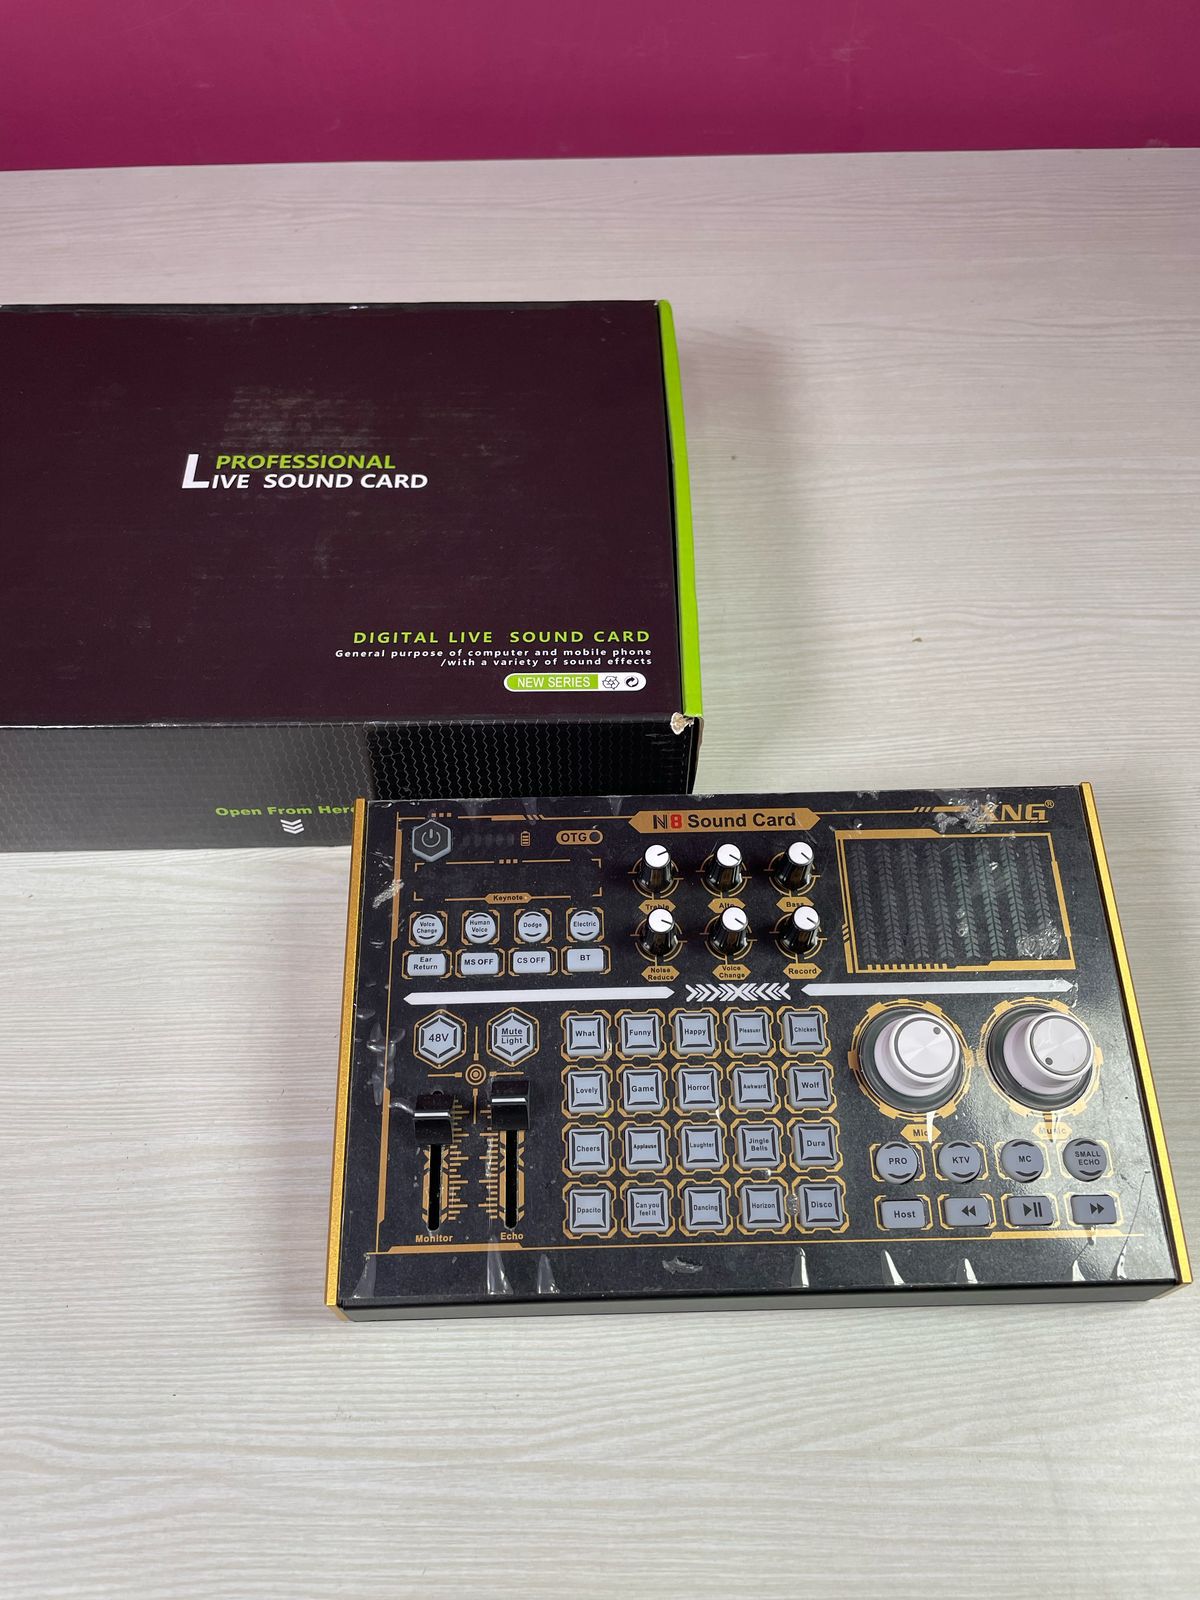 PROFESSIONAL
LIVE SOUND CARD
DIGITAL LIVE SOUND CARD
General purpose of computer and mobile phone
/with a variety of sound effects
NEW SERIES
Open From Here
N8 Sound Card
XNG®
OTG
Treble Alto Bass
Keynote
Voice Change Human Voice Dodge Electric
Ear Return MS OFF CS OFF BT
Noise Reduce Voice Change Record
48V Mute Light
What Funny Happy Pleasuer Chicken
Lovely Game Horror Awkward Wolf
Cheers Applause Laughter Jingle Bells Dura
Dpacito Can you feel it Dancing Horizon Disco
Monitor Echo
Mic Music
PRO KTV MC SMALL ECHO
Host